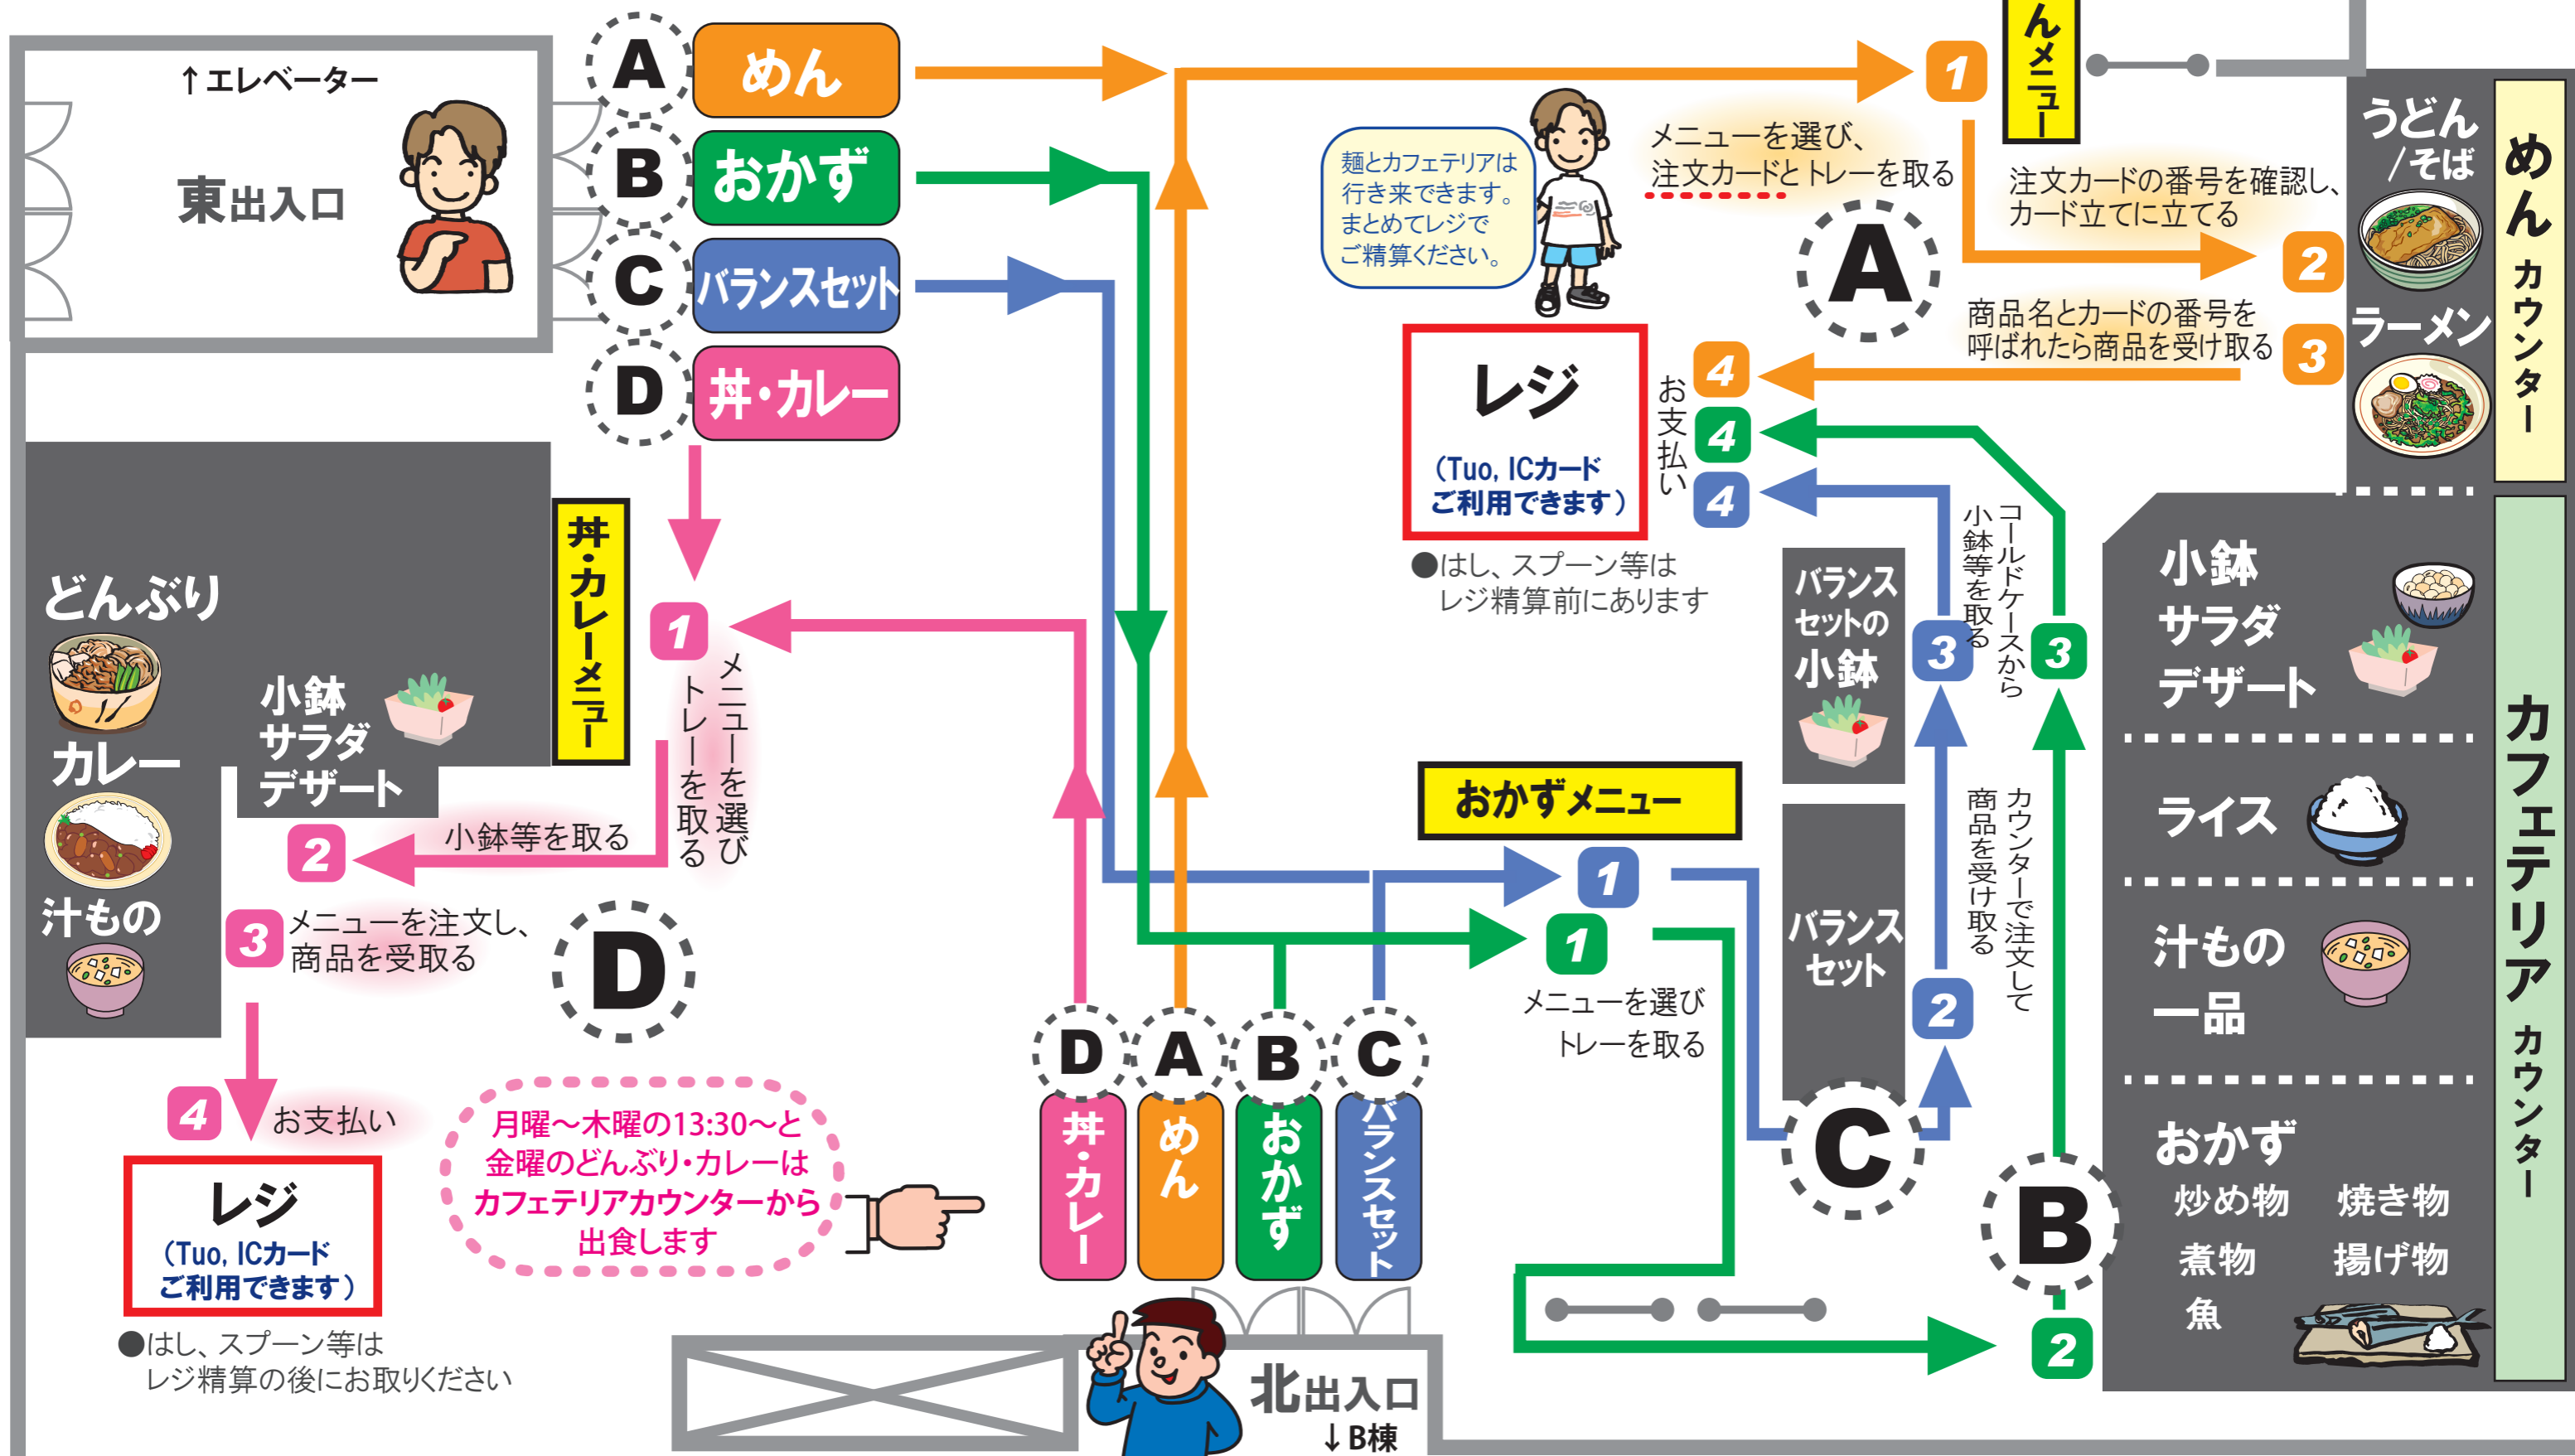 ↑エレベーター
東出入口
A
めん
B
おかず
C
バランスセット
D
丼・カレー
麺とカフェテリアは
行き来できます。
まとめてレジで
ご精算ください。
メニューを選び、
注文カードとトレーを取る
A
1
んメニュー
注文カードの番号を確認し、
カード立てに立てる
2
商品名とカードの番号を
呼ばれたら商品を受け取る
3
うどん
/そば
ラーメン
めん カウンター
レジ
(Tuo, ICカード
ご利用できます)
お支払い
4
4
4
●はし、スプーン等は
レジ精算前にあります
コールドケースから
小鉢等を取る
3
3
バランス
セットの
小鉢
小鉢
サラダ
デザート
ライス
汁もの
一品
おかず
炒め物
焼き物
煮物
揚げ物
魚
カフェテリア カウンター
丼・カレーメニュー
どんぶり
カレー
汁もの
小鉢
サラダ
デザート
1
メニューを選び
トレーを取る
2
小鉢等を取る
3
メニューを注文し、
商品を受取る
D
4
お支払い
レジ
(Tuo, ICカード
ご利用できます)
●はし、スプーン等は
レジ精算の後にお取りください
月曜～木曜の13:30～と
金曜のどんぶり・カレーは
カフェテリアカウンターから
出食します
おかずメニュー
1
1
メニューを選び
トレーを取る
バランス
セット
カウンターで注文して
商品を受け取る
2
C
B
2
D
丼・カレー
A
めん
B
おかず
C
バランスセット
北出入口
↓B棟